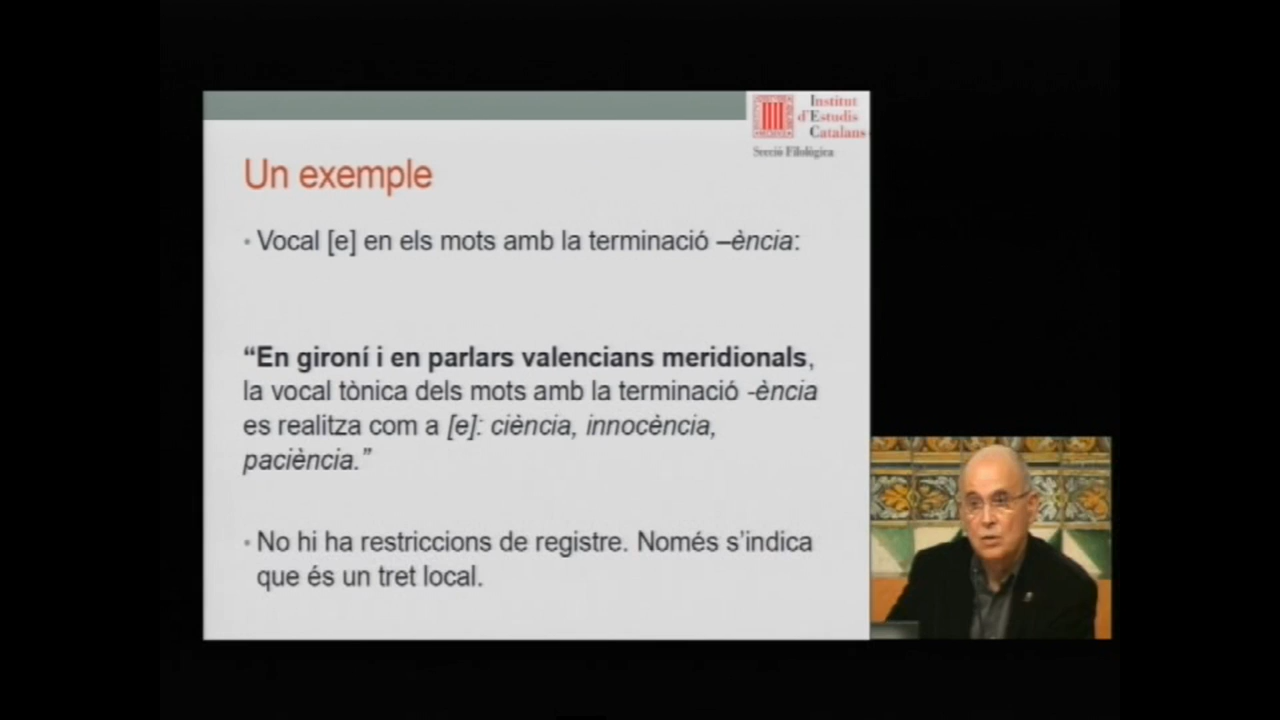 Institut
d'Estudis
Catalans
Secció Filològica
Un exemple
• Vocal [e] en els mots amb la terminació –ència:
“En gironí i en parlars valencians meridionals,
la vocal tònica dels mots amb la terminació -ència
es realitza com a [e]: ciència, innocència,
paciència.”
• No hi ha restriccions de registre. Només s’indica
que és un tret local.